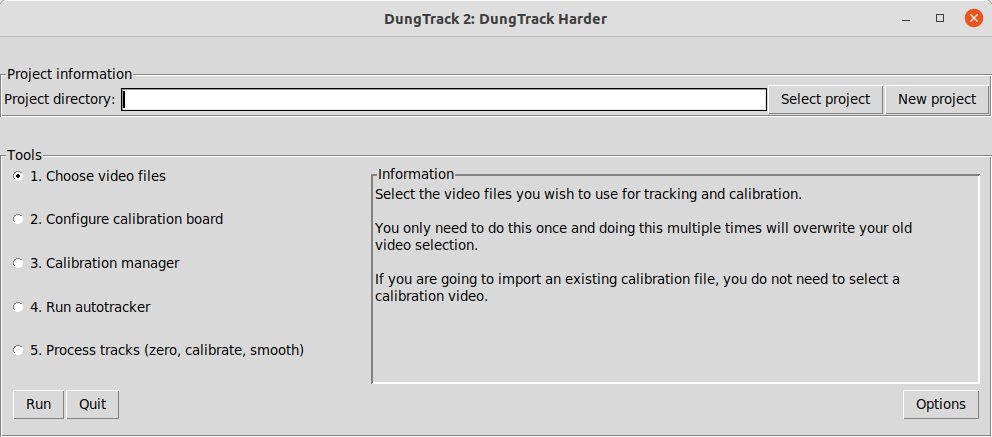 DungTrack 2: DungTrack Harder
Project information
Project directory:
Select project
New project
Tools
1. Choose video files
2. Configure calibration board
3. Calibration manager
4. Run autotracker
5. Process tracks (zero, calibrate, smooth)
Information
Select the video files you wish to use for tracking and calibration.
You only need to do this once and doing this multiple times will overwrite your old
video selection.
If you are going to import an existing calibration file, you do not need to select a
calibration video.
Run
Quit
Options